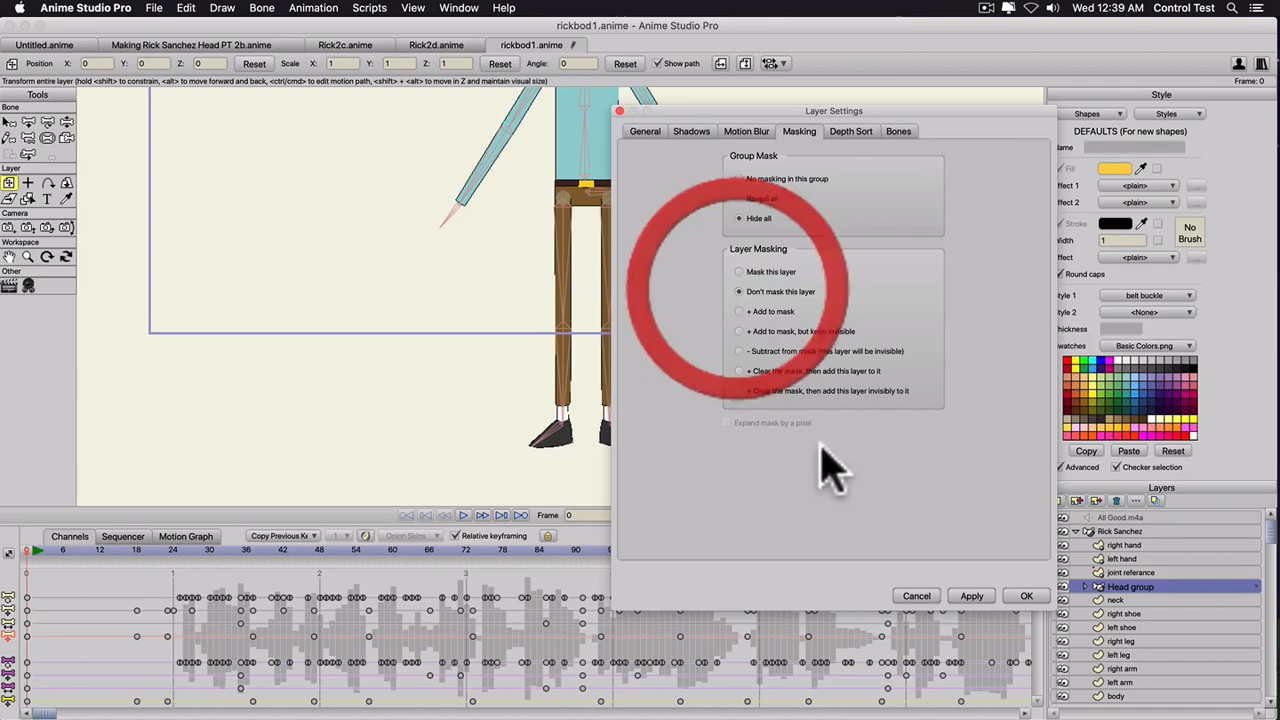 Anime Studio Pro File Edit Draw Bone Animation Scripts View Window Help Wed 12:39 AM Control Test
rickbod1.anime - Anime Studio Pro
Untitled.anime Making Rick Sanchez Head PT 2b.anime Rick2c.anime Rick2d.anime rickbod1.anime
Position X: 0 Y: 0 Z: 0 Reset Scale X: 1 Y: 1 Z: 1 Reset Angle: 0 Reset Show path
Transform entire layer (hold <shift> to constrain, <alt> to move forward and back, <ctrl/cmd> to edit motion path, <shift> + <alt> to move in Z and maintain visual size) Frame: 0
Tools
Bone
Layer
Camera
Workspace
Other
Layer Settings
General Shadows Motion Blur Masking Depth Sort Bones
Group Mask
No masking in this group
Reveal all
Hide all
Layer Masking
Mask this layer
Don't mask this layer
+ Add to mask
+ Add to mask, but keep invisible
- Subtract from mask (this layer will be invisible)
+ Clear the mask, then add this layer to it
+ Clear the mask, then add this layer invisibly to it
Expand mask by a pixel
Cancel Apply OK
Style
Shapes Styles
DEFAULTS (For new shapes)
Name
Fill
Effect 1 <plain> ...
Effect 2 <plain> ...
Stroke
Width 1
No Brush
Effect <plain> ...
Round caps
Style 1 belt buckle
Style 2 <None>
Thickness
Swatches Basic Colors.png
Copy Paste Reset
Advanced Checker selection
Layers
All Good.m4a
Rick Sanchez
right hand
left hand
joint referance
Head group
neck
right shoe
left shoe
right leg
left leg
right arm
left arm
body
Frame 0
Channels Sequencer Motion Graph Copy Previous Ke 1 Onion Skins Relative keyframing
0 6 12 18 24 30 36 42 48 54 60 66 72 78 84 90
1 2 3